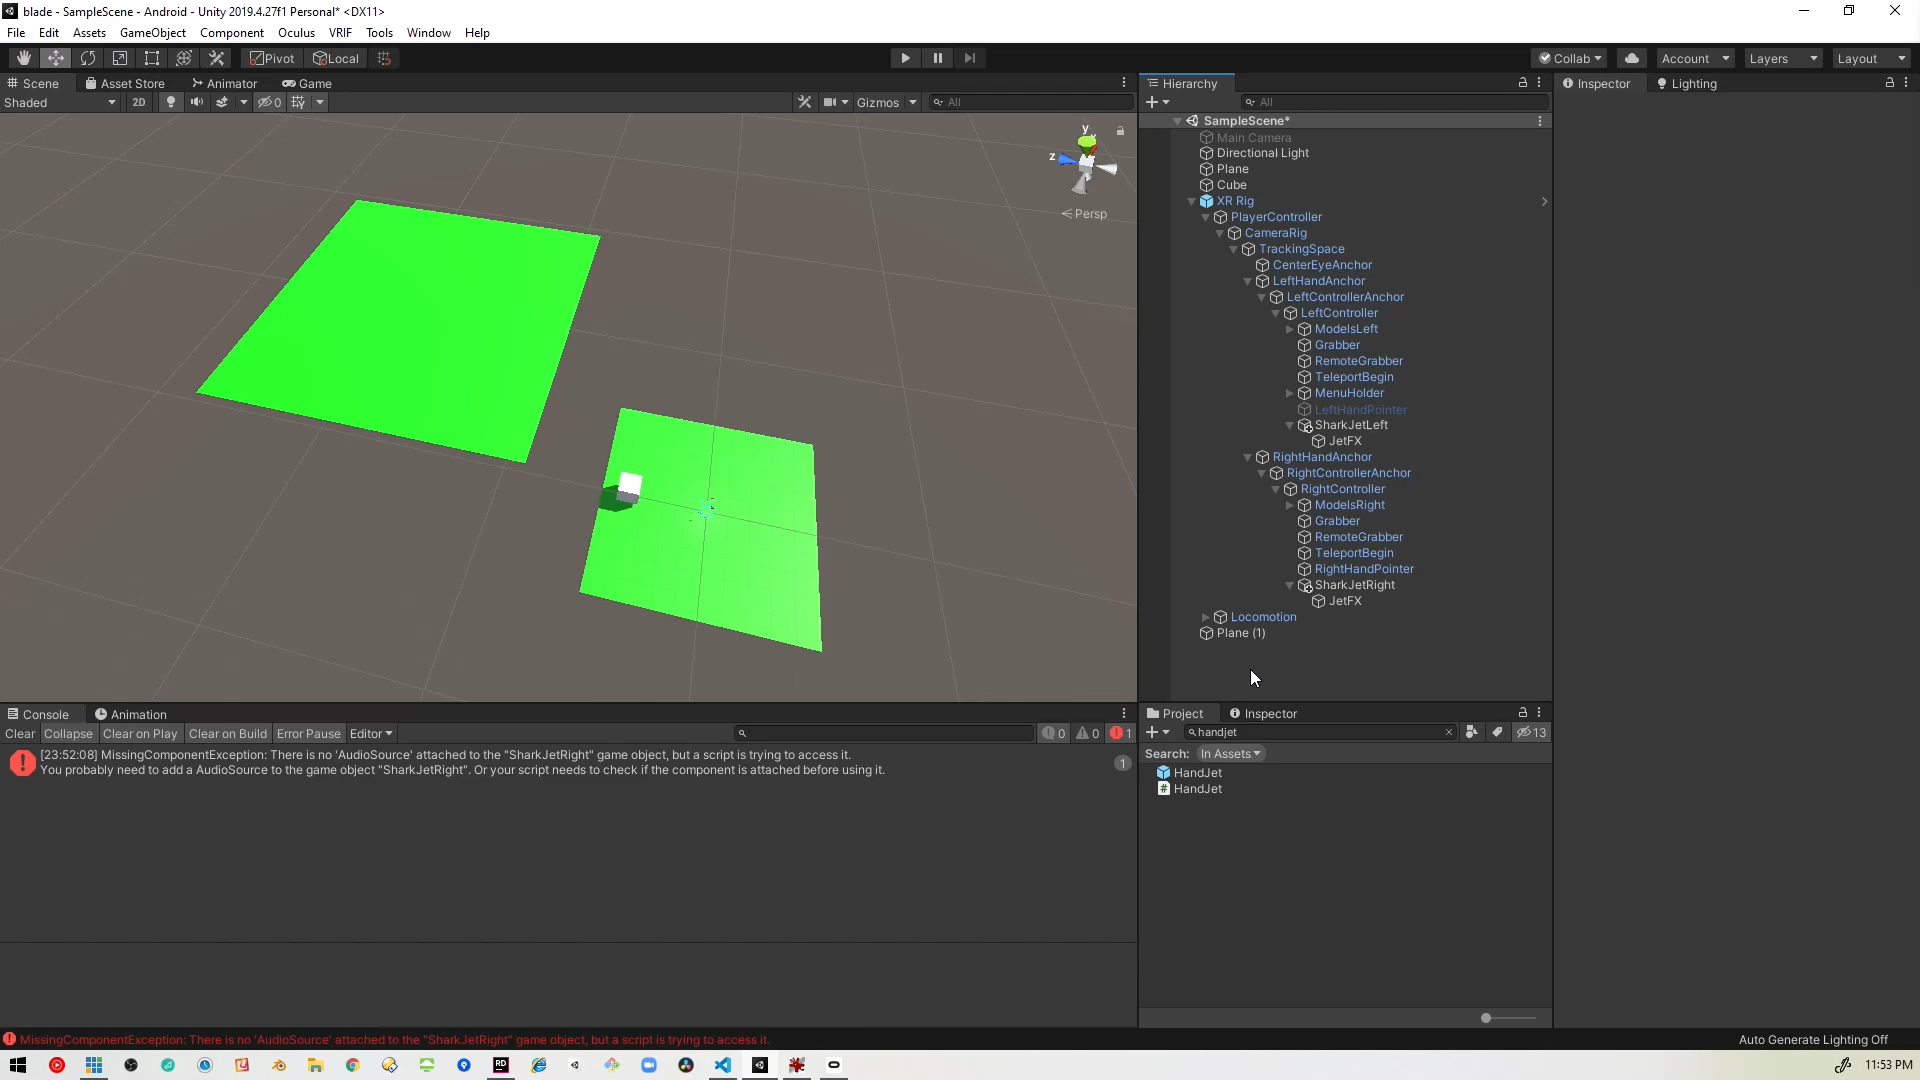 blade - SampleScene - Android - Unity 2019.4.27f1 Personal* <DX11>
File Edit Assets GameObject Component Oculus VRIF Tools Window Help
Pivot Local
Collab Account Layers Layout
Scene Asset Store Animator Game
Shaded 2D 0 Gizmos All
y
x
z
Persp
Hierarchy
All
SampleScene*
Main Camera
Directional Light
Plane
Cube
XR Rig
PlayerController
CameraRig
TrackingSpace
CenterEyeAnchor
LeftHandAnchor
LeftControllerAnchor
LeftController
ModelsLeft
Grabber
RemoteGrabber
TeleportBegin
MenuHolder
LeftHandPointer
SharkJetLeft
JetFX
RightHandAnchor
RightControllerAnchor
RightController
ModelsRight
Grabber
RemoteGrabber
TeleportBegin
RightHandPointer
SharkJetRight
JetFX
Locomotion
Plane (1)
Inspector Lighting
Console Animation
Clear Collapse Clear on Play Clear on Build Error Pause Editor 0 0 1
[23:52:08] MissingComponentException: There is no 'AudioSource' attached to the "SharkJetRight" game object, but a script is trying to access it.
You probably need to add a AudioSource to the game object "SharkJetRight". Or your script needs to check if the component is attached before using it.
1
Project Inspector
handjet 13
Search: In Assets
HandJet
HandJet
MissingComponentException: There is no 'AudioSource' attached to the "SharkJetRight" game object, but a script is trying to access it.
Auto Generate Lighting Off
RD
11:53 PM